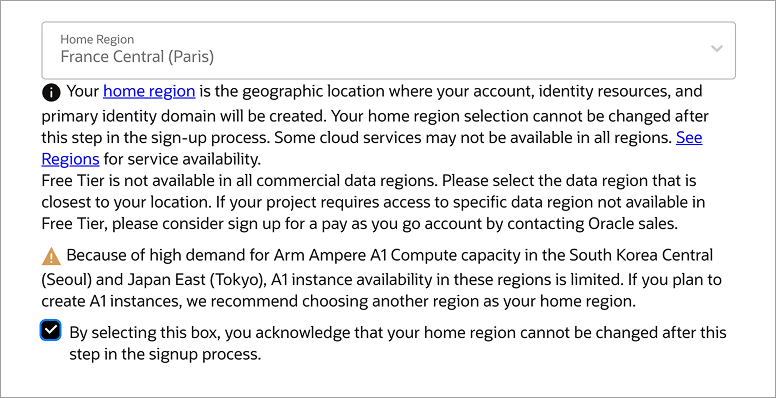 Home Region
France Central (Paris)
Your home region is the geographic location where your account, identity resources, and
primary identity domain will be created. Your home region selection cannot be changed after
this step in the sign-up process. Some cloud services may not be available in all regions. See
Regions for service availability.
Free Tier is not available in all commercial data regions. Please select the data region that is
closest to your location. If your project requires access to specific data region not available in
Free Tier, please consider sign up for a pay as you go account by contacting Oracle sales.
Because of high demand for Arm Ampere A1 Compute capacity in the South Korea Central
(Seoul) and Japan East (Tokyo), A1 instance availability in these regions is limited. If you plan to
create A1 instances, we recommend choosing another region as your home region.
By selecting this box, you acknowledge that your home region cannot be changed after this
step in the signup process.